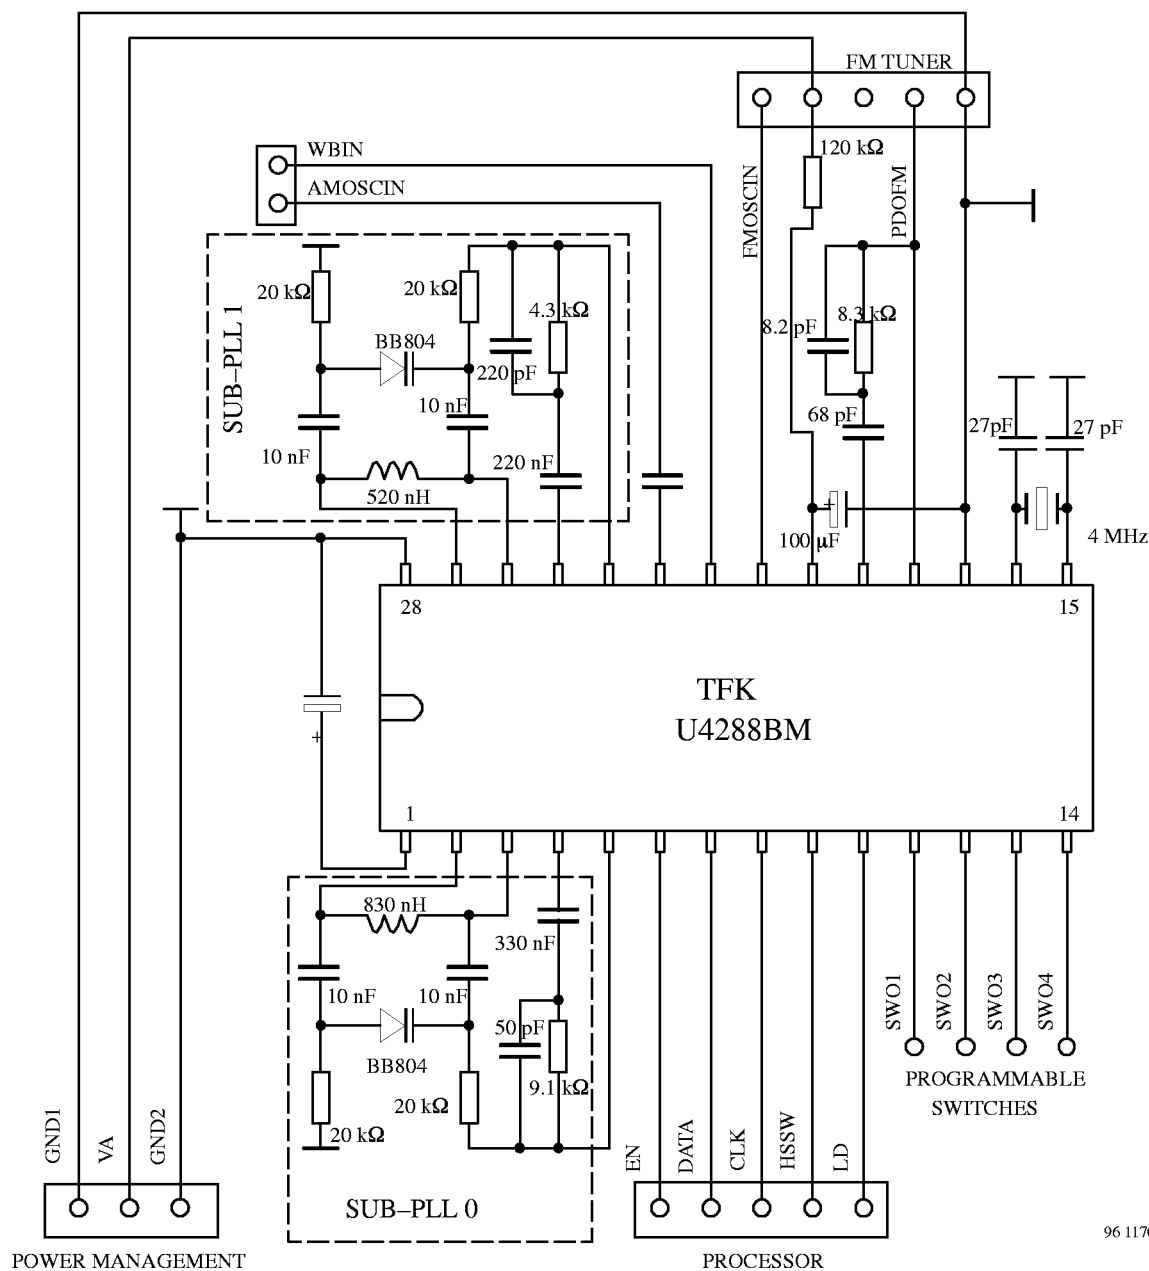 FM TUNER
WBIN
120 kΩ
AMOSCIN
FMOSCIN
PDOFM
SUB–PLL 1
20 kΩ
20 kΩ
4.3 kΩ
8.2 pF
8.3 kΩ
BB804
220 pF
10 nF
68 pF
27pF
27 pF
10 nF
220 nF
520 nH
+
100 µF
4 MHz
28
15
TFK
U4288BM
+
1
14
830 nH
330 nF
10 nF
10 nF
50 pF
BB804
9.1 kΩ
20 kΩ
20 kΩ
SWO1
SWO2
SWO3
SWO4
PROGRAMMABLE
SWITCHES
GND1
VA
GND2
EN
DATA
CLK
HSSW
LD
SUB–PLL 0
POWER MANAGEMENT
PROCESSOR